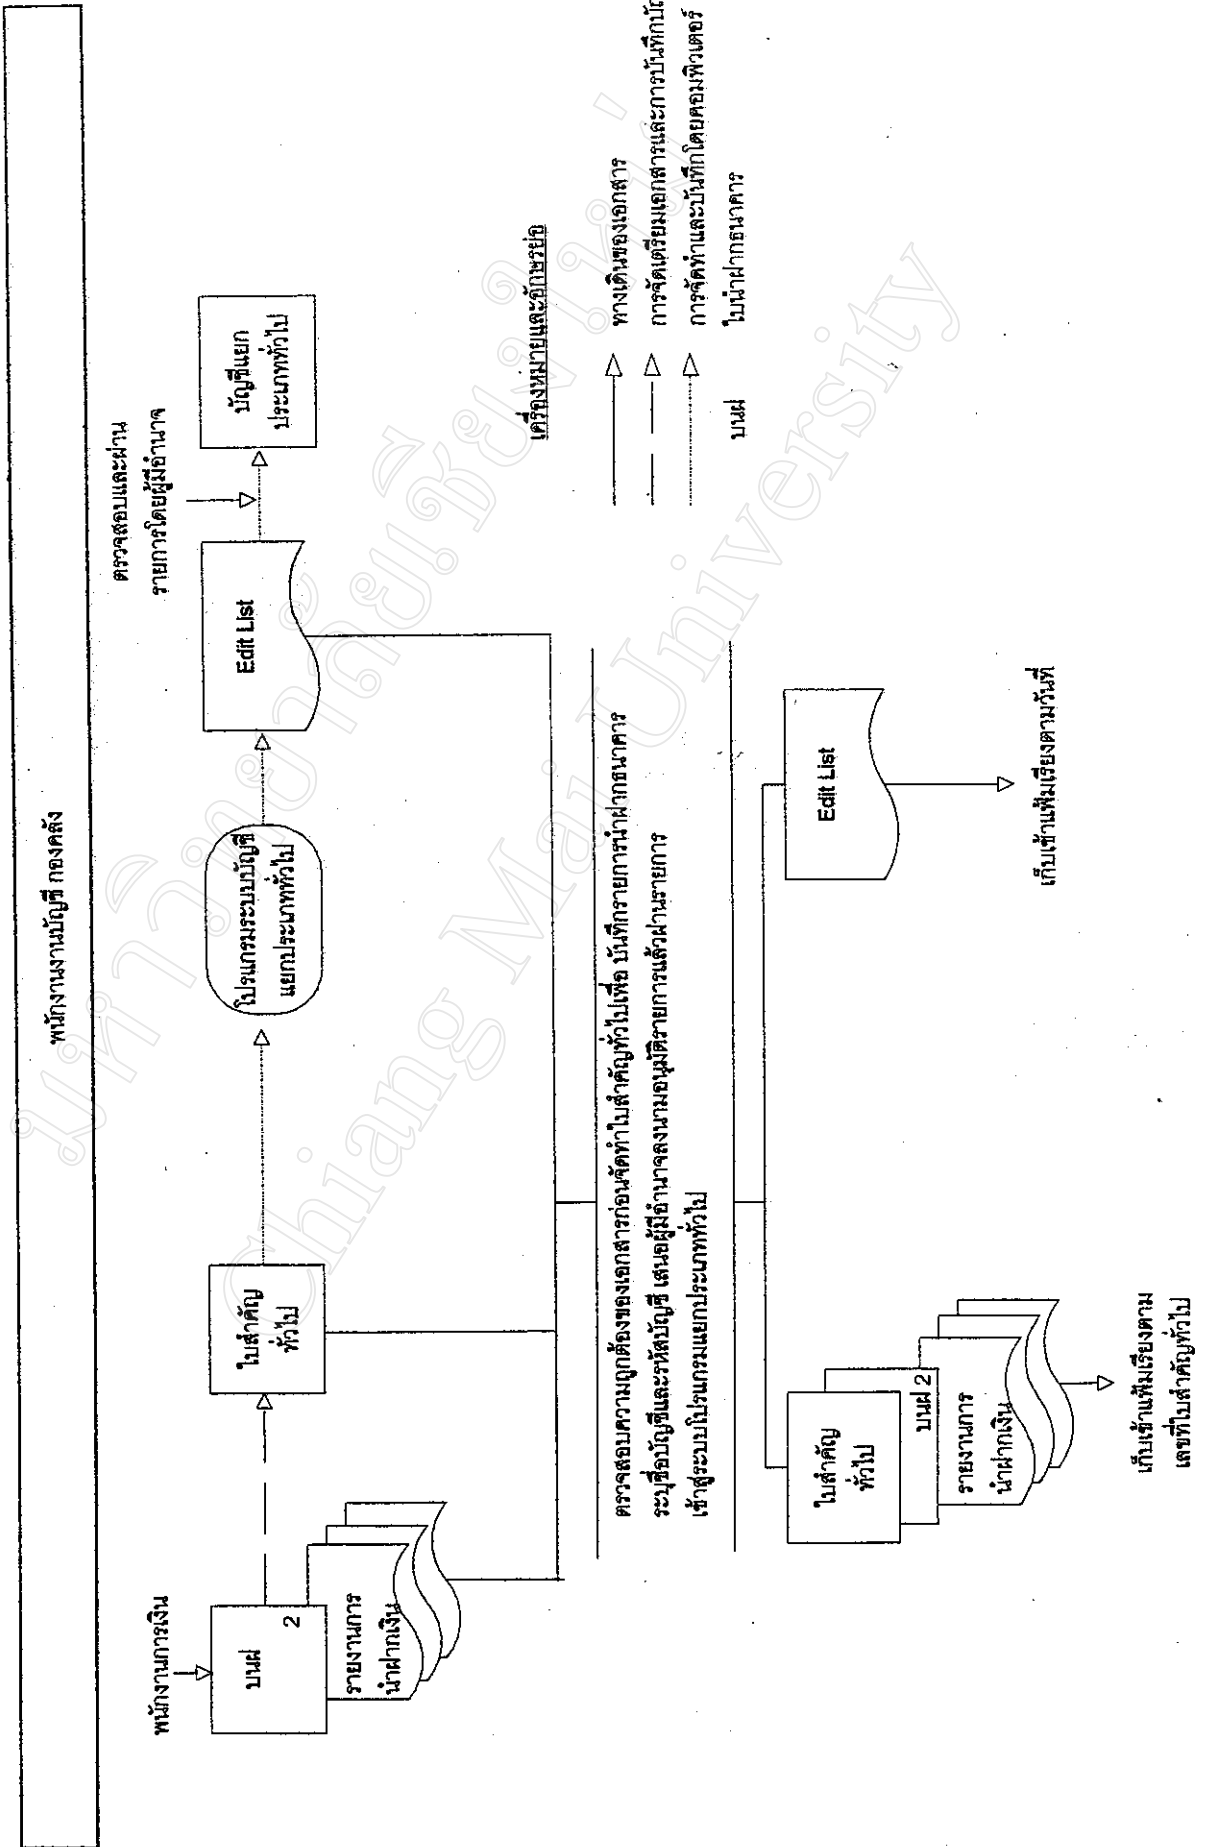 พนักงานงานบัญชี กองคลัง
พนักงานการเงิน
บนฝ
2
รายงานการ
นำฝากเงิน
ใบสำคัญ
ทั่วไป
โปรแกรมระบบบัญชี
แยกประเภททั่วไป
Edit List
ตรวจสอบและผ่าน
รายการโดยผู้มีอำนาจ
บัญชีแยก
ประเภททั่วไป
ตรวจสอบความถูกต้องของเอกสารก่อนจัดทำใบสำคัญทั่วไปเพื่อ บันทึกรายการนำฝากธนาคาร
ระบุชื่อบัญชีและรหัสบัญชี เสนอผู้มีอำนาจลงนามอนุมัติรายการแล้วผ่านรายการ
เข้าสู่ระบบโปรแกรมแยกประเภททั่วไป
เครื่องหมายและอักษรย่อ
ทางเดินของเอกสาร
การจัดเตรียมเอกสารและการบันทึก
การจัดทำและบันทึกโดยคอมพิวเตอร์
บนฝ ใบนำฝากธนาคาร
ใบสำคัญ
ทั่วไป
บนฝ 2
รายงานการ
นำฝากเงิน
Edit List
เก็บเข้าแฟ้มเรียงตาม
เลขที่ใบสำคัญทั่วไป
เก็บเข้าแฟ้มเรียงตามวันที่
มหาวิทยาลัยเชียงใหม่
Chiang Mai University